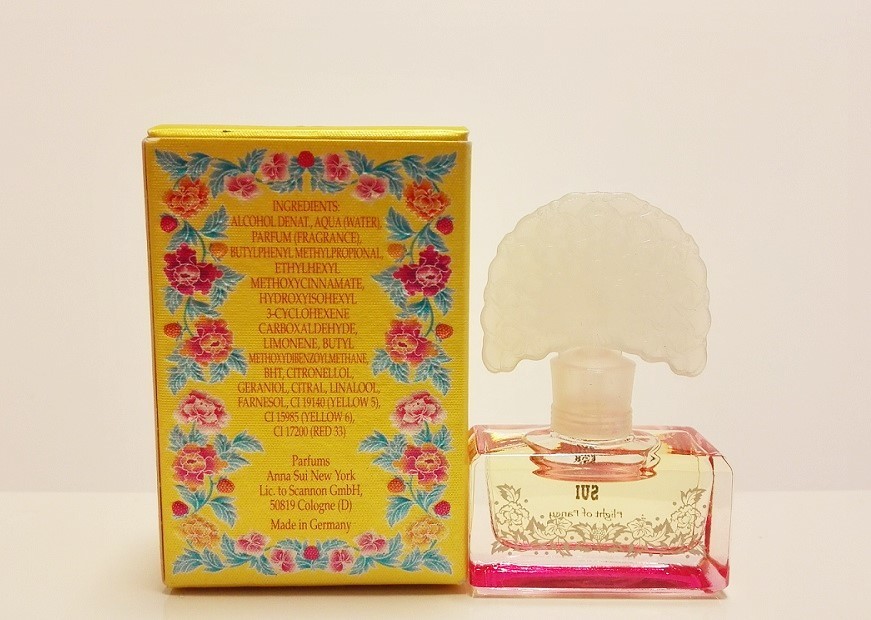 INGREDIENTS:
ALCOHOL DENAT., AQUA (WATER),
PARFUM (FRAGRANCE),
BUTYLPHENYL METHYLPROPIONAL,
ETHYLHEXYL
METHOXYCINNAMATE,
HYDROXYISOHEXYL
3-CYCLOHEXENE
CARBOXALDEHYDE,
LIMONENE, BUTYL
METHOXYDIBENZOYLMETHANE,
BHT, CITRONELLOL,
GERANIOL, CITRAL, LINALOOL,
FARNESOL, CI 19140 (YELLOW 5),
CI 15985 (YELLOW 6),
CI 17200 (RED 33)
Parfums
Anna Sui New York
Lic. to Scannon GmbH,
50819 Cologne (D)
Made in Germany
SUI
Flight of Fancy